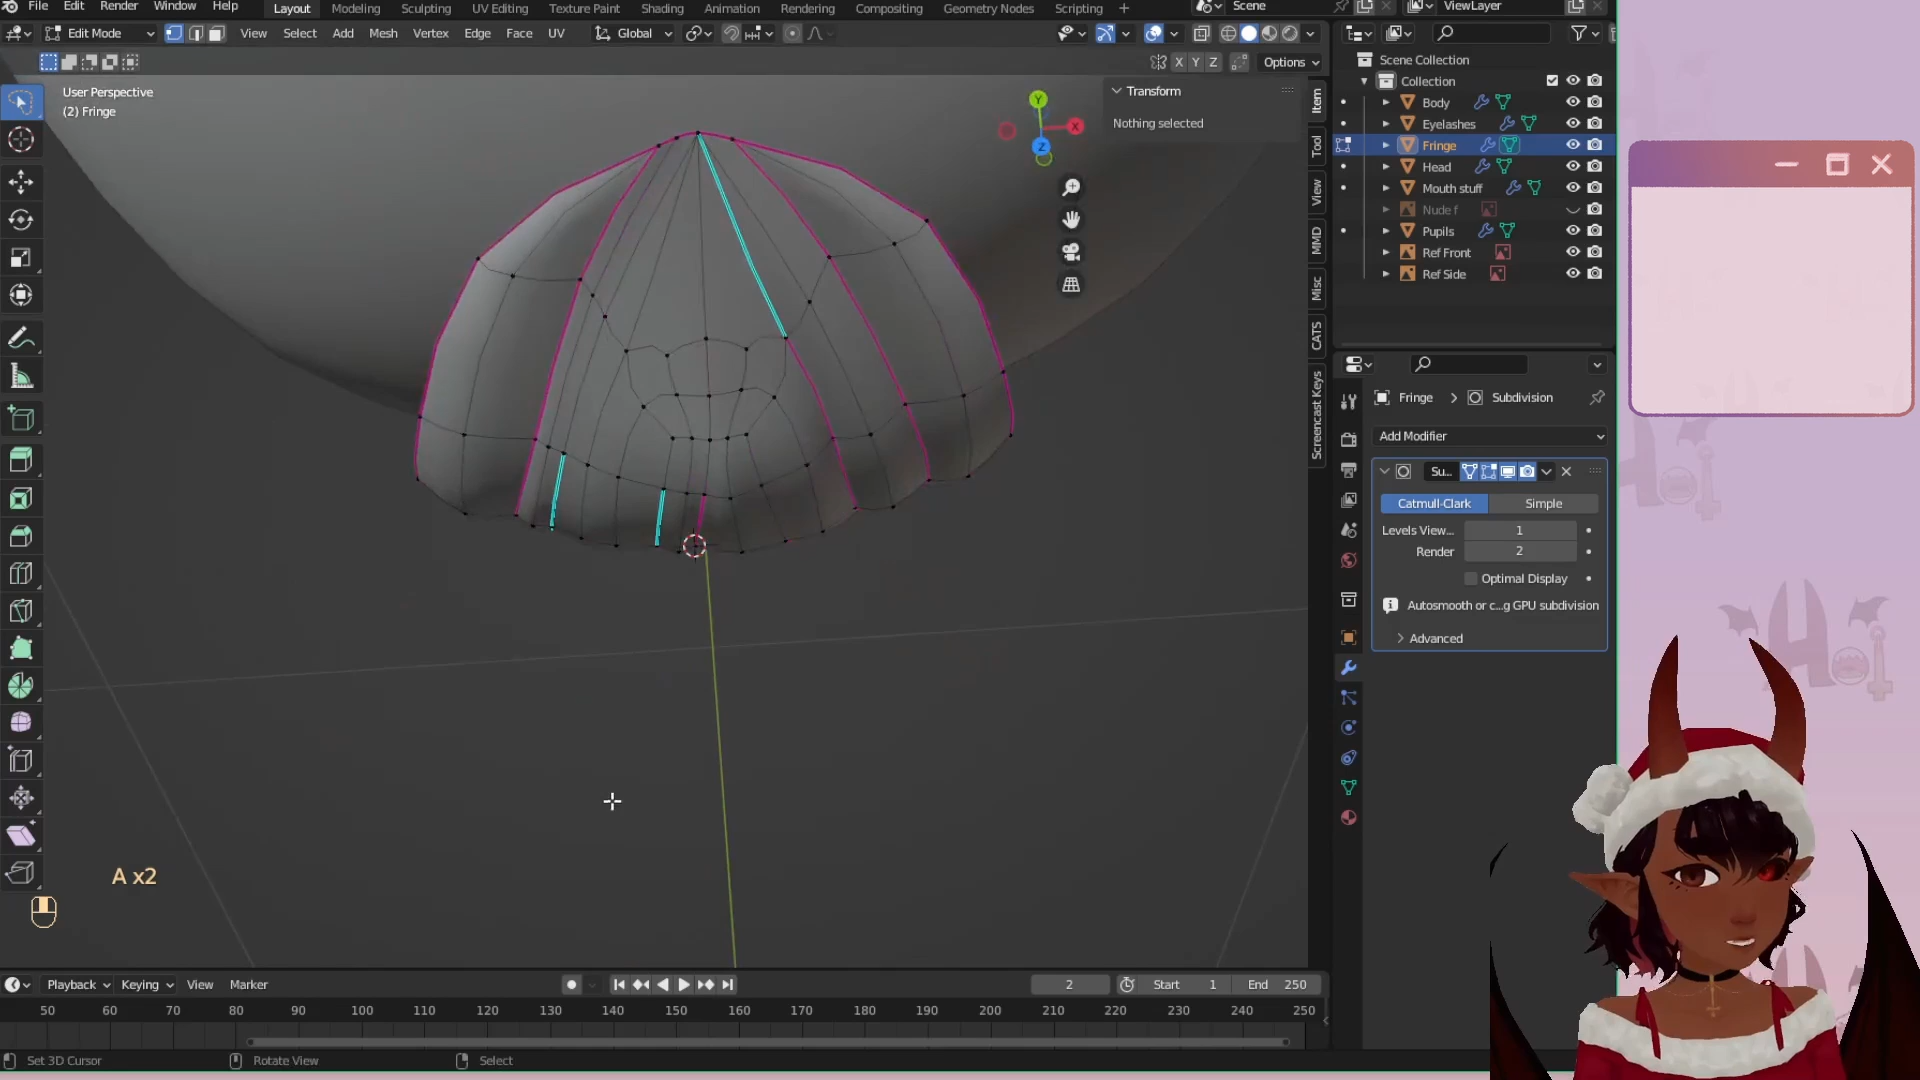 File Edit Render Window Help Layout Modeling Sculpting UV Editing Texture Paint Shading Animation Rendering Compositing Geometry Nodes Scripting + Scene ViewLayer
Edit Mode View Select Add Mesh Vertex Edge Face UV Global
X Y Z Options
User Perspective
(2) Fringe
Y
X
Z
Transform
Nothing selected
Item
Tool
View
MMD
Misc
CATS
Screencast Keys
Scene Collection
Collection
Body
Eyelashes
Fringe
Head
Mouth stuff
Nude f
Pupils
Ref Front
Ref Side
Fringe > Subdivision
Add Modifier
Su...
Catmull-Clark Simple
Levels View... 1
Render 2
Optimal Display
Autosmooth or c...g GPU subdivision
Advanced
A x2
Playback Keying View Marker 2 Start 1 End 250
50 60 70 80 90 100 110 120 130 140 150 160 170 180 190 200 210 220 230 240 250
Set 3D Cursor Rotate View Select